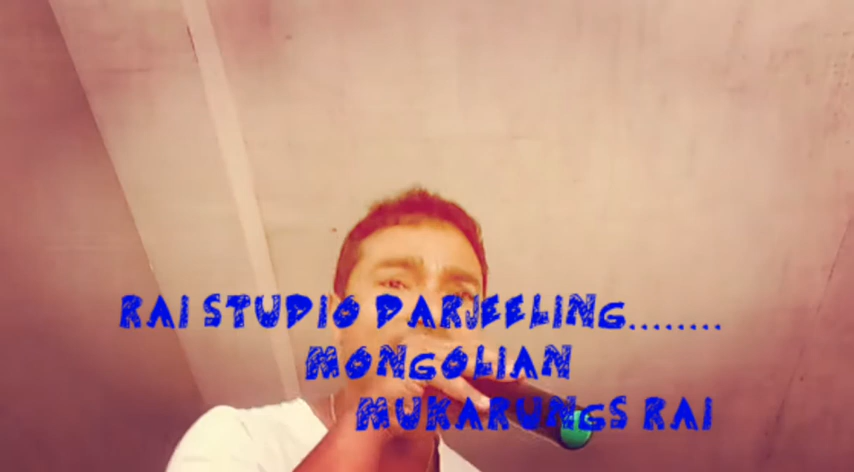 RAI STUDIO DARJEELING........
MONGOLIAN
MUKARUNGS RAI